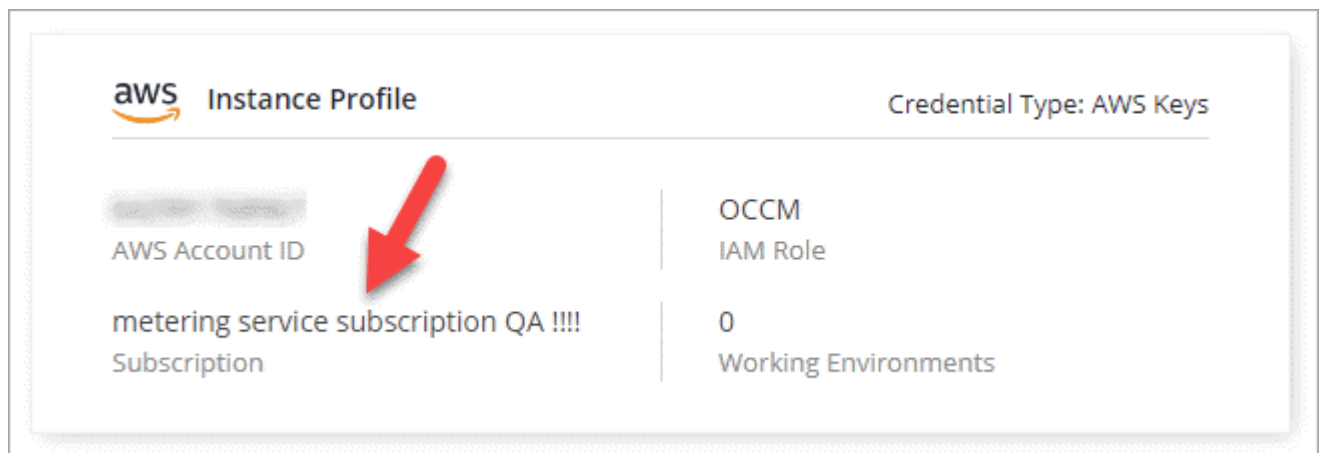 aws Instance Profile
Credential Type: AWS Keys
AWS Account ID
OCCM
IAM Role
metering service subscription QA !!!!
Subscription
0
Working Environments